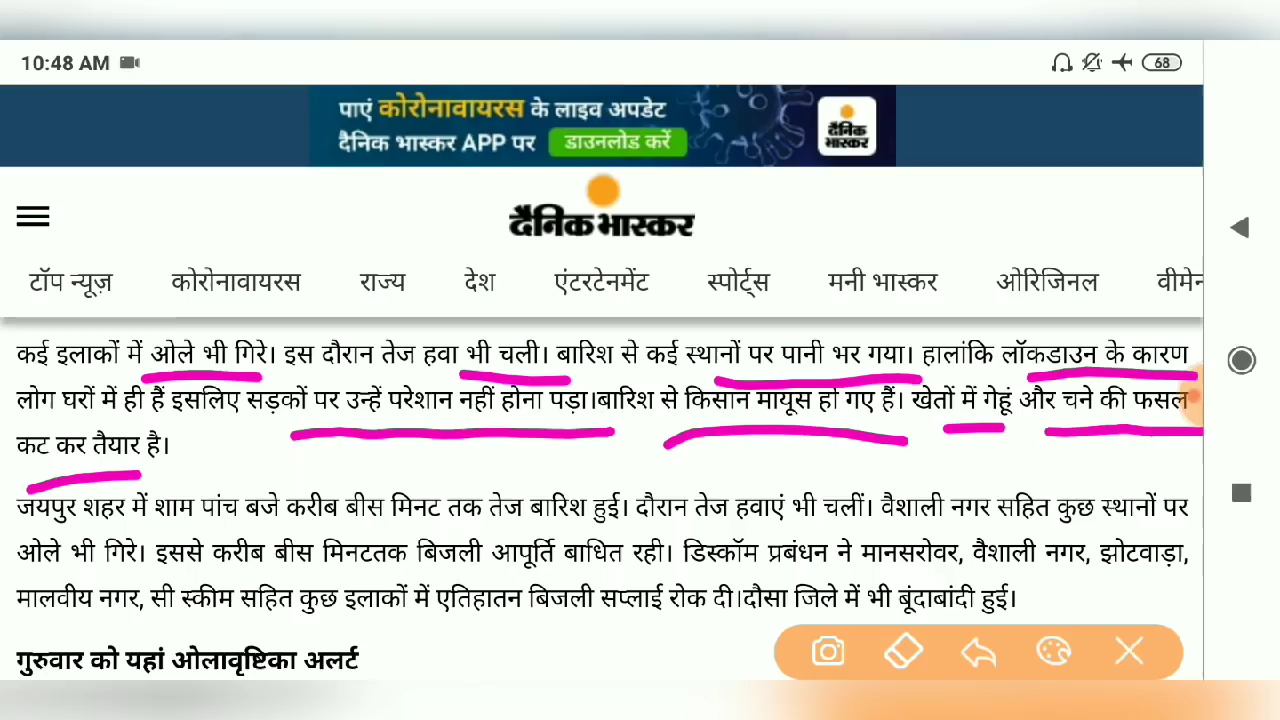 10:48 AM 68
पाएं कोरोनावायरस के लाइव अपडेट
दैनिक भास्कर APP पर डाउनलोड करें
दैनिक भास्कर
दैनिक भास्कर
टॉप न्यूज़ कोरोनावायरस राज्य देश एंटरटेनमेंट स्पोर्ट्स मनी भास्कर ओरिजिनल वीमेन
कई इलाकों में ओले भी गिरे। इस दौरान तेज हवा भी चली। बारिश से कई स्थानों पर पानी भर गया। हालांकि लॉकडाउन के कारण
लोग घरों में ही हैं इसलिए सड़कों पर उन्हें परेशान नहीं होना पड़ा।बारिश से किसान मायूस हो गए हैं। खेतों में गेहूं और चने की फसल
कट कर तैयार है।
जयपुर शहर में शाम पांच बजे करीब बीस मिनट तक तेज बारिश हुई। दौरान तेज हवाएं भी चलीं। वैशाली नगर सहित कुछ स्थानों पर
ओले भी गिरे। इससे करीब बीस मिनटतक बिजली आपूर्ति बाधित रही। डिस्कॉम प्रबंधन ने मानसरोवर, वैशाली नगर, झोटवाड़ा,
मालवीय नगर, सी स्कीम सहित कुछ इलाकों में एतिहातन बिजली सप्लाई रोक दी।दौसा जिले में भी बूंदाबांदी हुई।
गुरुवार को यहां ओलावृष्टिका अलर्ट